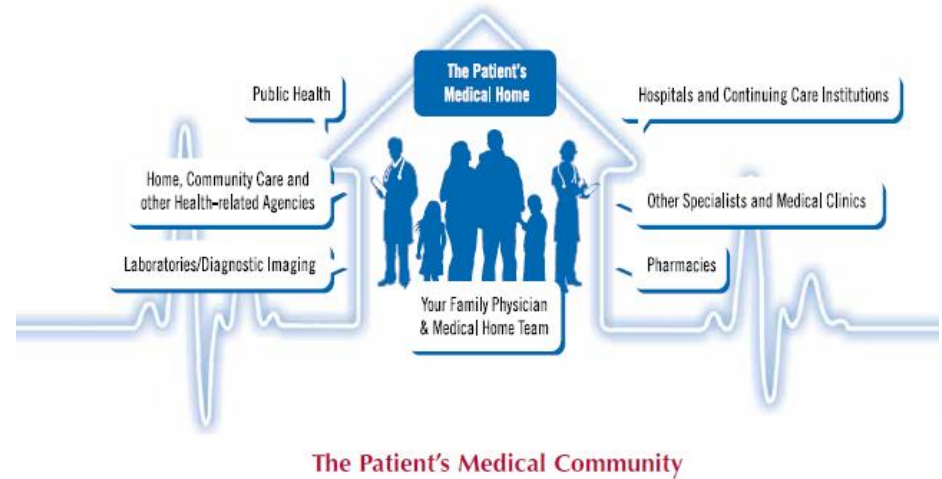 The Patient's
Medical Home
Public Health
Hospitals and Continuing Care Institutions
Home, Community Care and
other Health-related Agencies
Other Specialists and Medical Clinics
Laboratories/Diagnostic Imaging
Pharmacies
Your Family Physician
& Medical Home Team
The Patient's Medical Community